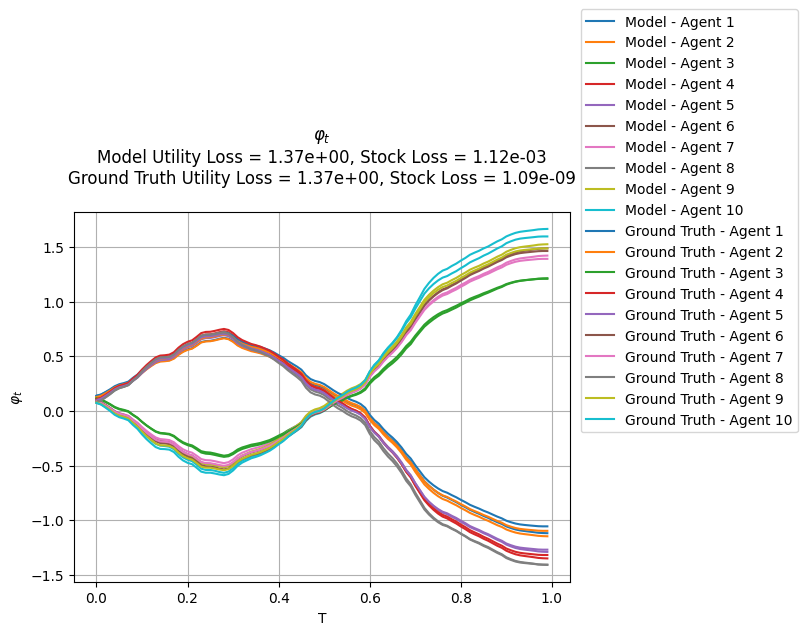 φₜ
Model Utility Loss = 1.37e+00, Stock Loss = 1.12e-03
Ground Truth Utility Loss = 1.37e+00, Stock Loss = 1.09e-09
Model - Agent 1
Model - Agent 2
Model - Agent 3
Model - Agent 4
Model - Agent 5
Model - Agent 6
Model - Agent 7
Model - Agent 8
Model - Agent 9
Model - Agent 10
Ground Truth - Agent 1
Ground Truth - Agent 2
Ground Truth - Agent 3
Ground Truth - Agent 4
Ground Truth - Agent 5
Ground Truth - Agent 6
Ground Truth - Agent 7
Ground Truth - Agent 8
Ground Truth - Agent 9
Ground Truth - Agent 10
φₜ
1.5
1.0
0.5
0.0
−0.5
−1.0
−1.5
0.0 0.2 0.4 0.6 0.8 1.0
T